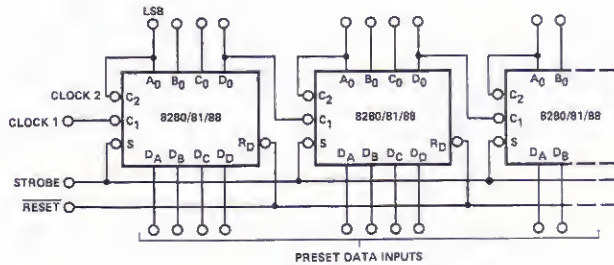 LSB
A0 B0 C0 D0 A0 B0 C0 D0 A0 B0
CLOCK 2 C2 C2 C2
CLOCK 1 C1 8280/81/88 C1 8280/81/88 C1 8280/81/88
S RD S RD S
DA DB DC DD DA DB DC DD DA DB
STROBE
RESET
PRESET DATA INPUTS